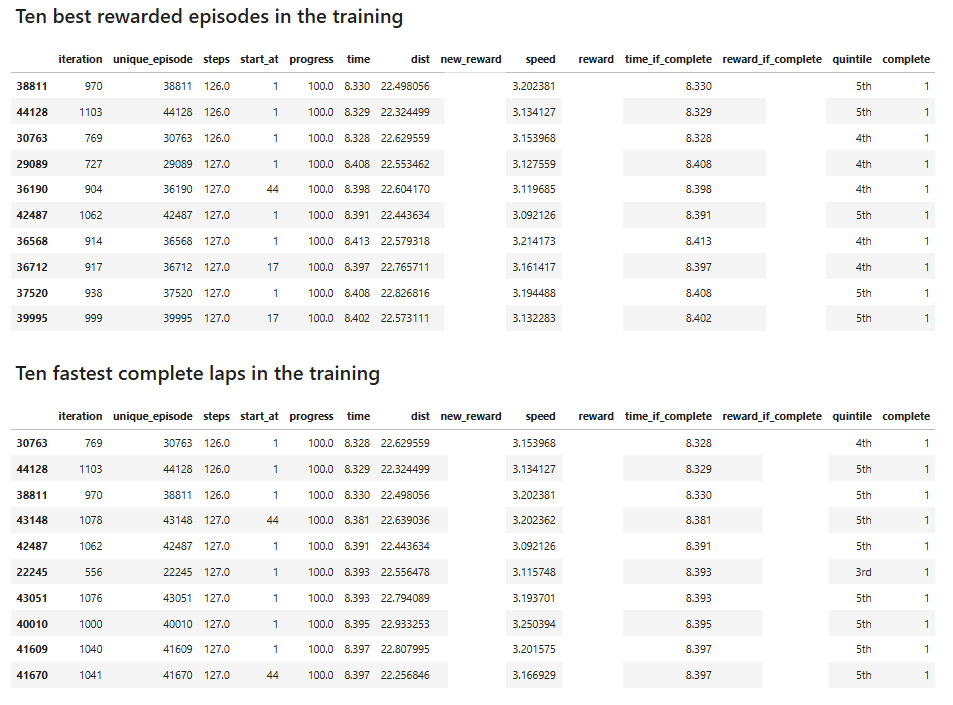 Ten best rewarded episodes in the training
iteration unique_episode steps start_at progress time dist new_reward speed reward time_if_complete reward_if_complete quintile complete
38811 970 38811 126.0 1 100.0 8.330 22.498056 3.202381 8.330 5th 1
44128 1103 44128 126.0 1 100.0 8.329 22.324499 3.134127 8.329 5th 1
30763 769 30763 126.0 1 100.0 8.328 22.629559 3.153968 8.328 4th 1
29089 727 29089 127.0 1 100.0 8.408 22.553462 3.127559 8.408 4th 1
36190 904 36190 127.0 44 100.0 8.398 22.604170 3.119685 8.398 4th 1
42487 1062 42487 127.0 1 100.0 8.391 22.443634 3.092126 8.391 5th 1
36568 914 36568 127.0 1 100.0 8.413 22.579318 3.214173 8.413 4th 1
36712 917 36712 127.0 17 100.0 8.397 22.765711 3.161417 8.397 4th 1
37520 938 37520 127.0 1 100.0 8.408 22.826816 3.194488 8.408 5th 1
39995 999 39995 127.0 17 100.0 8.402 22.573111 3.132283 8.402 5th 1
Ten fastest complete laps in the training
iteration unique_episode steps start_at progress time dist new_reward speed reward time_if_complete reward_if_complete quintile complete
30763 769 30763 126.0 1 100.0 8.328 22.629559 3.153968 8.328 4th 1
44128 1103 44128 126.0 1 100.0 8.329 22.324499 3.134127 8.329 5th 1
38811 970 38811 126.0 1 100.0 8.330 22.498056 3.202381 8.330 5th 1
43148 1078 43148 127.0 44 100.0 8.381 22.639036 3.202362 8.381 5th 1
42487 1062 42487 127.0 1 100.0 8.391 22.443634 3.092126 8.391 5th 1
22245 556 22245 127.0 1 100.0 8.393 22.556478 3.115748 8.393 3rd 1
43051 1076 43051 127.0 1 100.0 8.393 22.794089 3.193701 8.393 5th 1
40010 1000 40010 127.0 1 100.0 8.395 22.933253 3.250394 8.395 5th 1
41609 1040 41609 127.0 1 100.0 8.397 22.807995 3.201575 8.397 5th 1
41670 1041 41670 127.0 44 100.0 8.397 22.256846 3.166929 8.397 5th 1